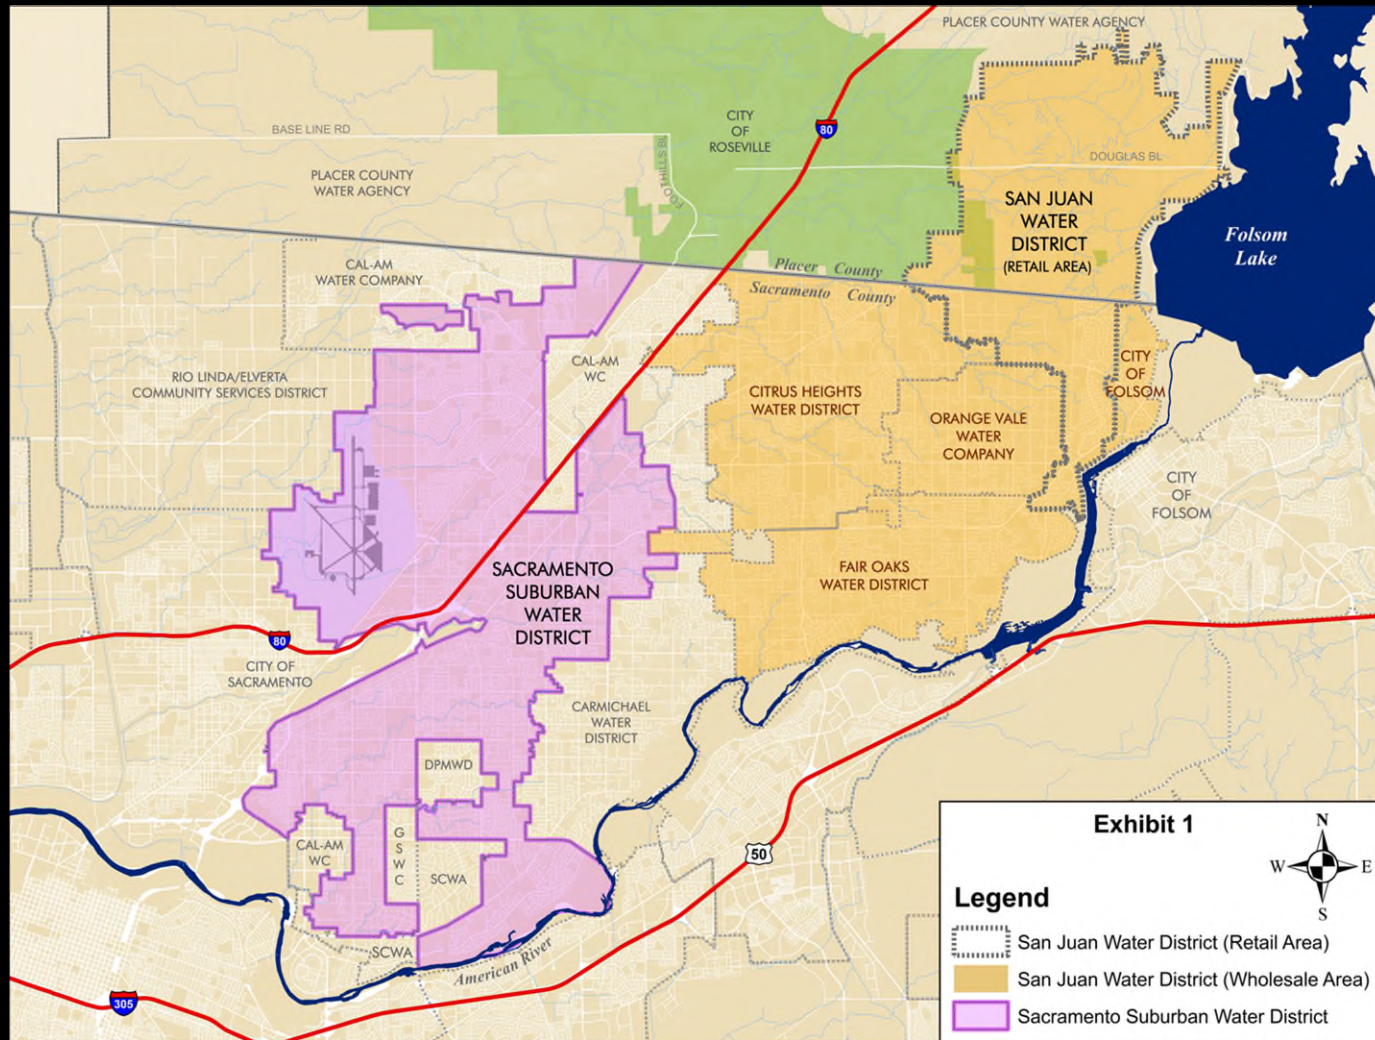 PLACER COUNTY WATER AGENCY
BASE LINE RD
CITY
OF
ROSEVILLE
80
DOUGLAS BL
PLACER COUNTY
WATER AGENCY
FOOTHILLS BL
SAN JUAN
WATER
DISTRICT
(RETAIL AREA)
Folsom
Lake
CAL-AM
WATER COMPANY
Placer County
Sacramento County
RIO LINDA/ELVERTA
COMMUNITY SERVICES DISTRICT
CAL-AM
WC
CITRUS HEIGHTS
WATER DISTRICT
ORANGE VALE
WATER
COMPANY
CITY
OF
FOLSOM
CITY
OF
FOLSOM
SACRAMENTO
SUBURBAN
WATER
DISTRICT
FAIR OAKS
WATER DISTRICT
80
CITY OF
SACRAMENTO
CARMICHAEL
WATER
DISTRICT
DPMWD
CAL-AM
WC
G
S
W
C
SCWA
SCWA
American River
50
305
Exhibit 1
N
W
E
S
Legend
San Juan Water District (Retail Area)
San Juan Water District (Wholesale Area)
Sacramento Suburban Water District